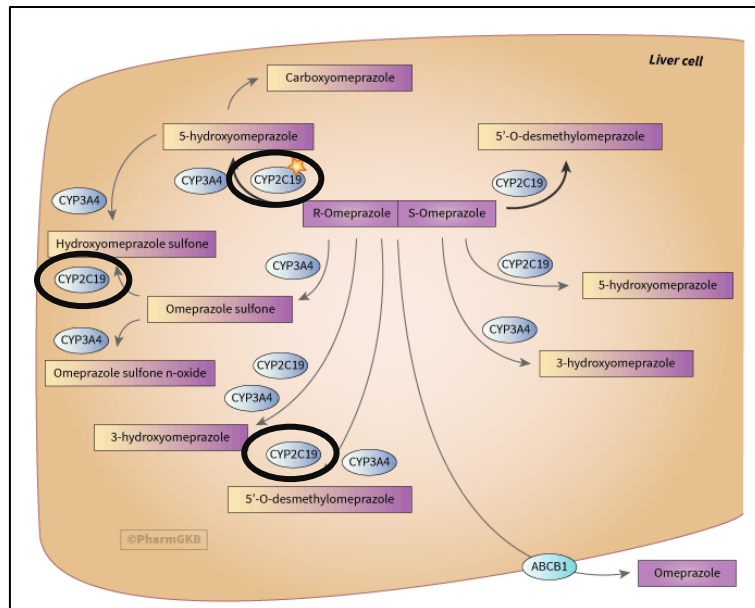 Liver cell
Carboxyomeprazole
5-hydroxyomeprazole
5'-O-desmethylomeprazole
CYP3A4
CYP2C19
CYP2C19
CYP3A4
R-Omeprazole
S-Omeprazole
Hydroxyomeprazole sulfone
CYP3A4
CYP2C19
CYP2C19
5-hydroxyomeprazole
Omeprazole sulfone
CYP3A4
CYP3A4
Omeprazole sulfone n-oxide
CYP2C19
3-hydroxyomeprazole
CYP3A4
3-hydroxyomeprazole
CYP2C19
CYP3A4
5'-O-desmethylomeprazole
©PharmGKB
ABCB1
Omeprazole